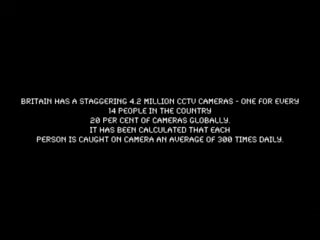 BRITAIN HAS A STAGGERING 4.2 MILLION CCTV CAMERAS - ONE FOR EVERY
14 PEOPLE IN THE COUNTRY
20 PER CENT OF CAMERAS GLOBALLY.
IT HAS BEEN CALCULATED THAT EACH
PERSON IS CAUGHT ON CAMERA AN AVERAGE OF 300 TIMES DAILY.